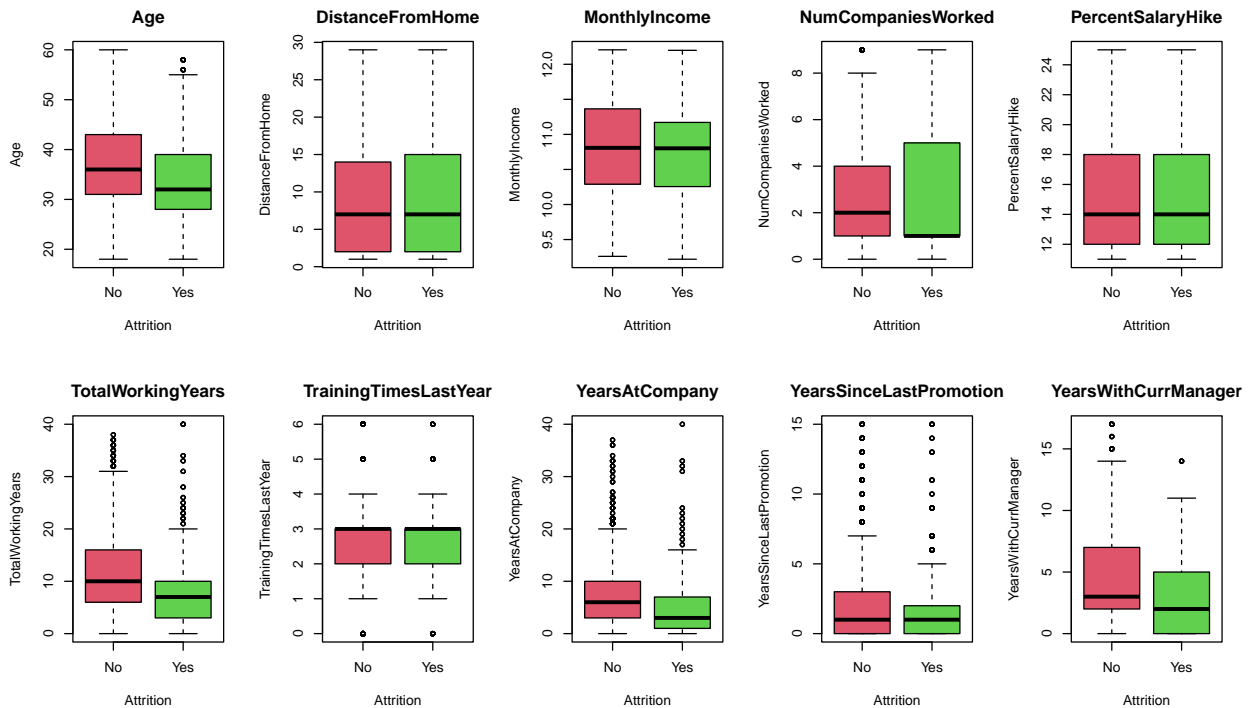 Age
DistanceFromHome
MonthlyIncome
NumCompaniesWorked
PercentSalaryHike
Age
20
30
40
50
60
No
Yes
Attrition
DistanceFromHome
0
5
10
15
20
25
30
No
Yes
Attrition
MonthlyIncome
9.5
10.0
11.0
12.0
No
Yes
Attrition
NumCompaniesWorked
0
2
4
6
8
No
Yes
Attrition
PercentSalaryHike
12
14
16
18
20
22
24
No
Yes
Attrition
TotalWorkingYears
TrainingTimesLastYear
YearsAtCompany
YearsSinceLastPromotion
YearsWithCurrManager
TotalWorkingYears
0
10
20
30
40
No
Yes
Attrition
TrainingTimesLastYear
0
1
2
3
4
5
6
No
Yes
Attrition
YearsAtCompany
0
10
20
30
40
No
Yes
Attrition
YearsSinceLastPromotion
0
5
10
15
No
Yes
Attrition
YearsWithCurrManager
0
5
10
15
No
Yes
Attrition